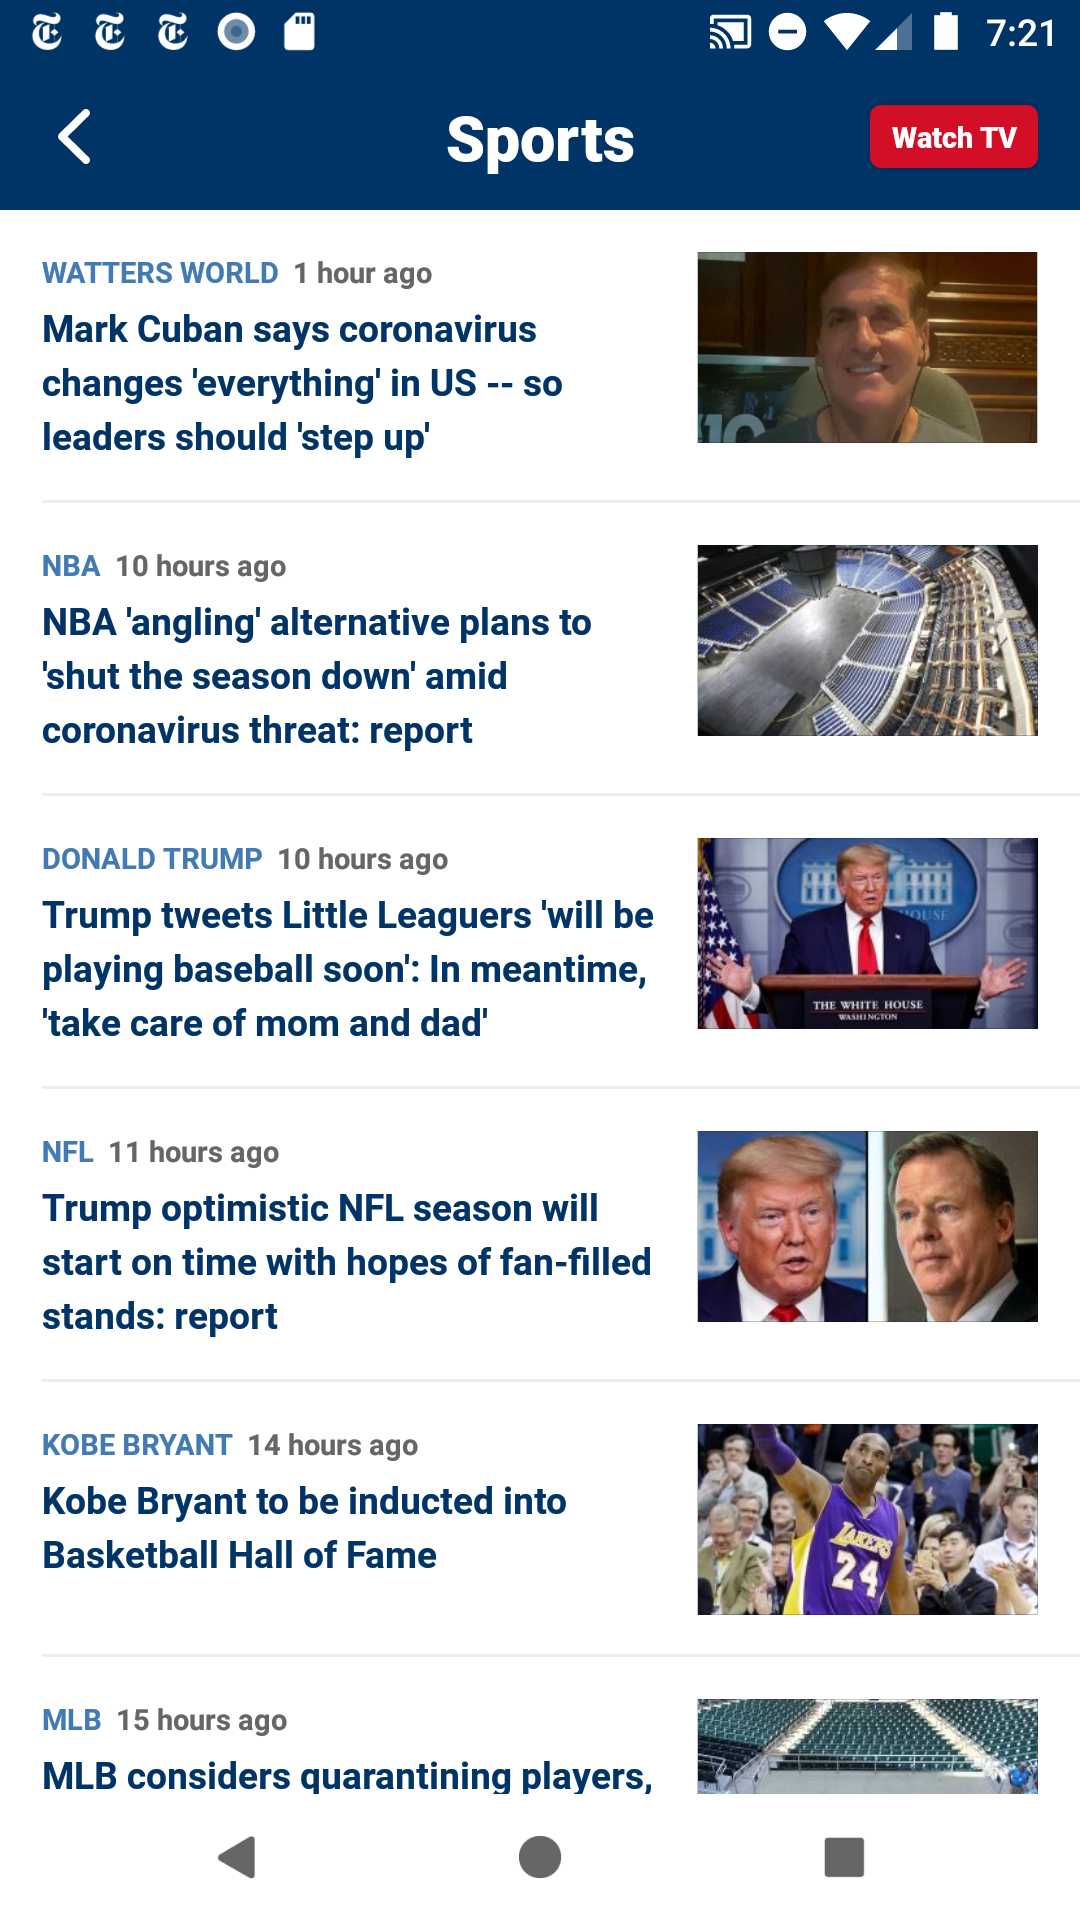 7:21
Sports
Watch TV
WATTERS WORLD 1 hour ago
Mark Cuban says coronavirus
changes 'everything' in US -- so
leaders should 'step up'
NBA 10 hours ago
NBA 'angling' alternative plans to
'shut the season down' amid
coronavirus threat: report
DONALD TRUMP 10 hours ago
Trump tweets Little Leaguers 'will be
playing baseball soon': In meantime,
'take care of mom and dad'
THE WHITE HOUSE
WASHINGTON
NFL 11 hours ago
Trump optimistic NFL season will
start on time with hopes of fan-filled
stands: report
KOBE BRYANT 14 hours ago
Kobe Bryant to be inducted into
Basketball Hall of Fame
LAKERS
24
MLB 15 hours ago
MLB considers quarantining players,